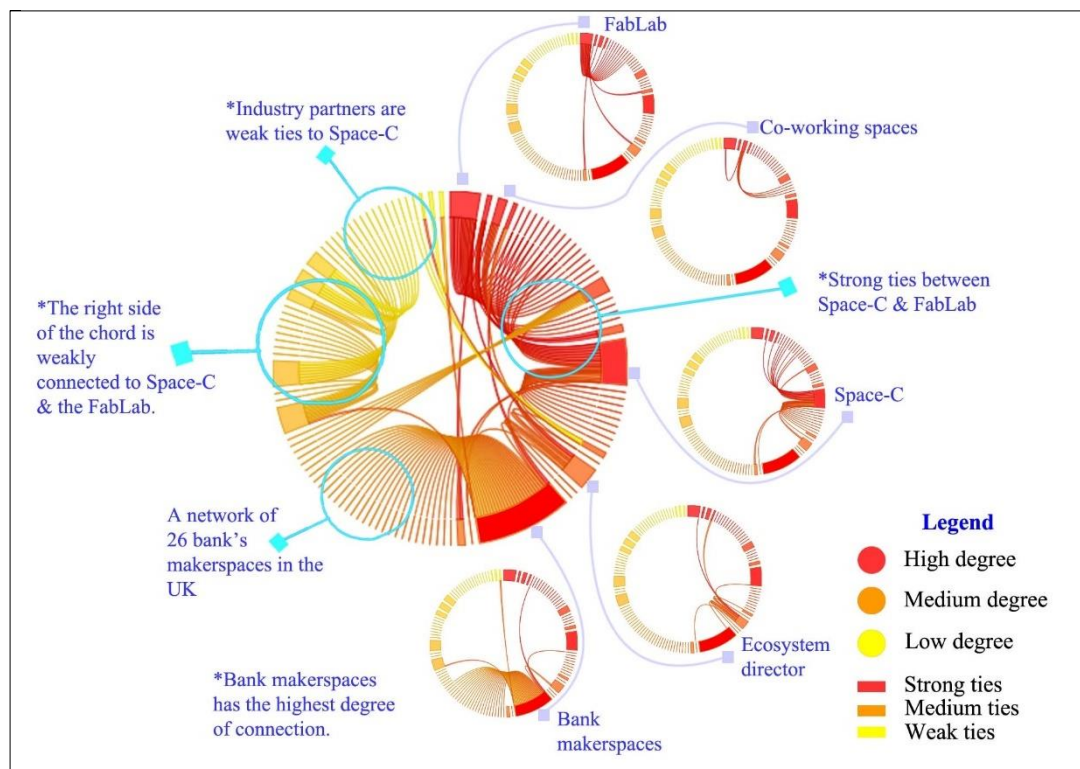 FabLab
*Industry partners are
weak ties to Space-C
Co-working spaces
*Strong ties between
Space-C & FabLab
*The right side
of the chord is
weakly
connected to Space-C
& the FabLab.
Space-C
A network of
26 bank's
makerspaces in the
UK
Legend
High degree
Medium degree
Low degree
Strong ties
Medium ties
Weak ties
Ecosystem
director
*Bank makerspaces
has the highest degree
of connection.
Bank
makerspaces